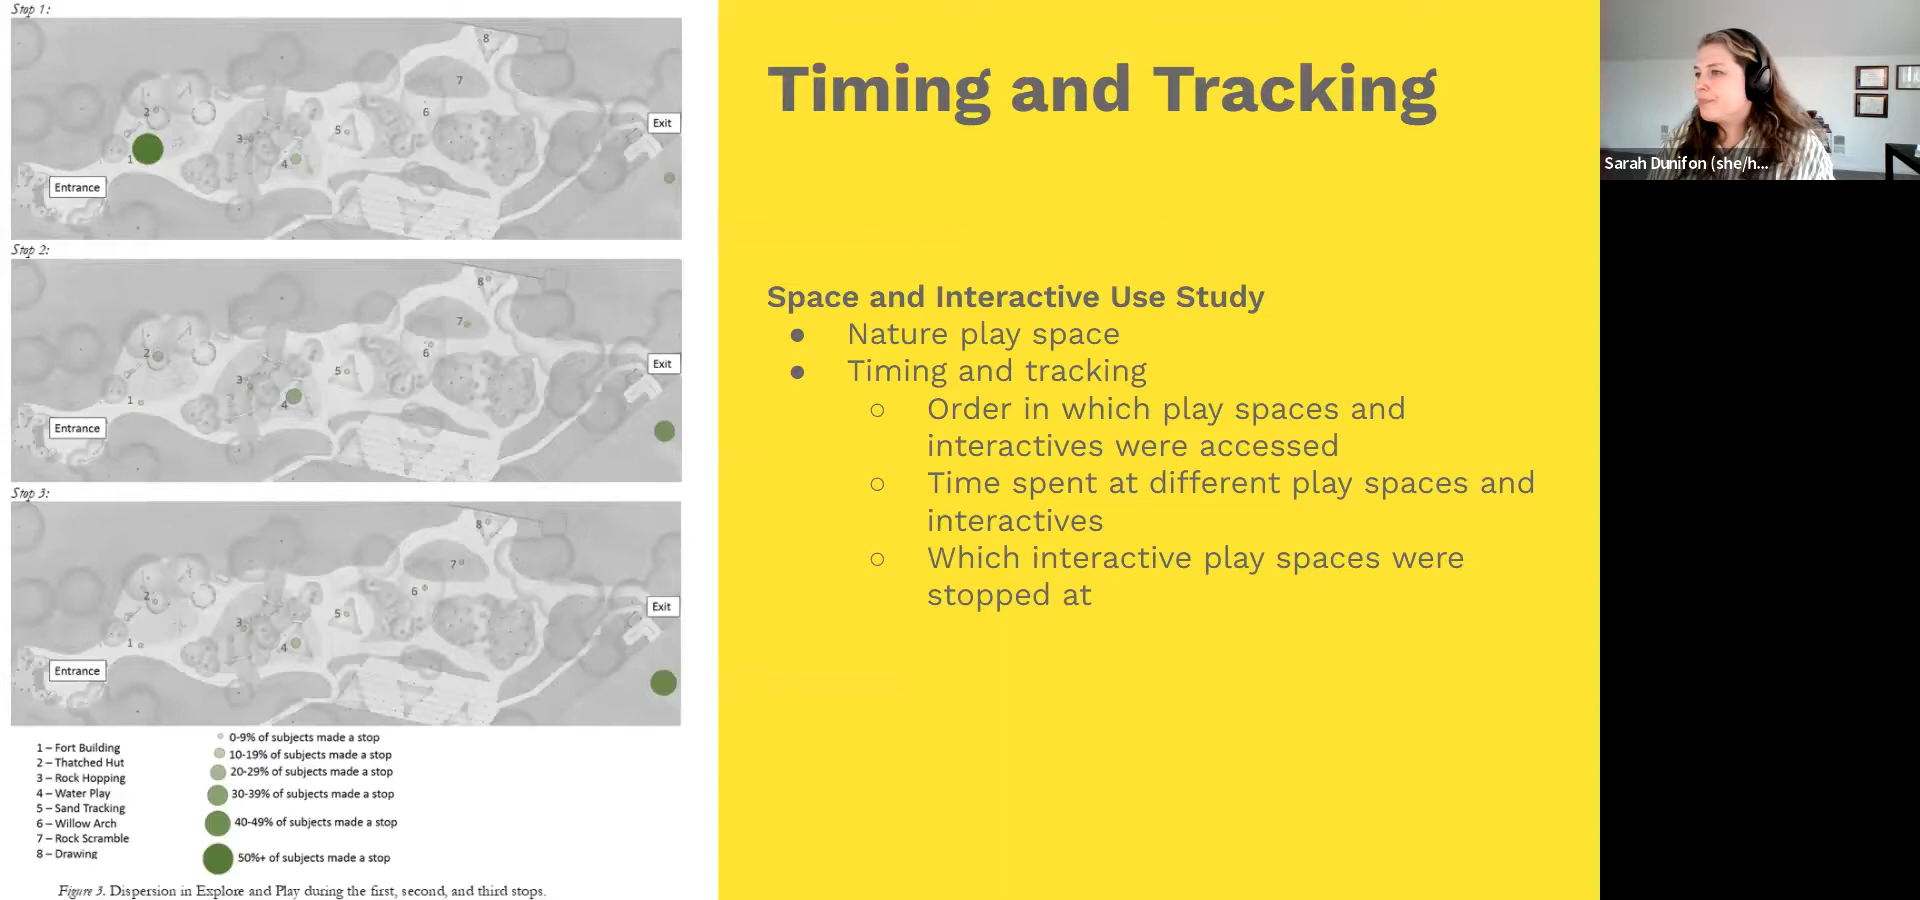 Stop 1:
8
7
2
6
5
3
Exit
1
4
Entrance
Stop 2:
8
7
2
6
Exit
5
3
1
4
Entrance
Stop 3:
8
7
6
2
Exit
5
3
1
4
Entrance
1 – Fort Building
2 – Thatched Hut
3 – Rock Hopping
4 – Water Play
5 – Sand Tracking
6 – Willow Arch
7 – Rock Scramble
8 – Drawing
0-9% of subjects made a stop
10-19% of subjects made a stop
20-29% of subjects made a stop
30-39% of subjects made a stop
40-49% of subjects made a stop
50%+ of subjects made a stop
Figure 3. Dispersion in Explore and Play during the first, second, and third stops.
Timing and Tracking
Space and Interactive Use Study
● Nature play space
● Timing and tracking
○ Order in which play spaces and
interactives were accessed
○ Time spent at different play spaces and
interactives
○ Which interactive play spaces were
stopped at
Sarah Dunifon (she/h...